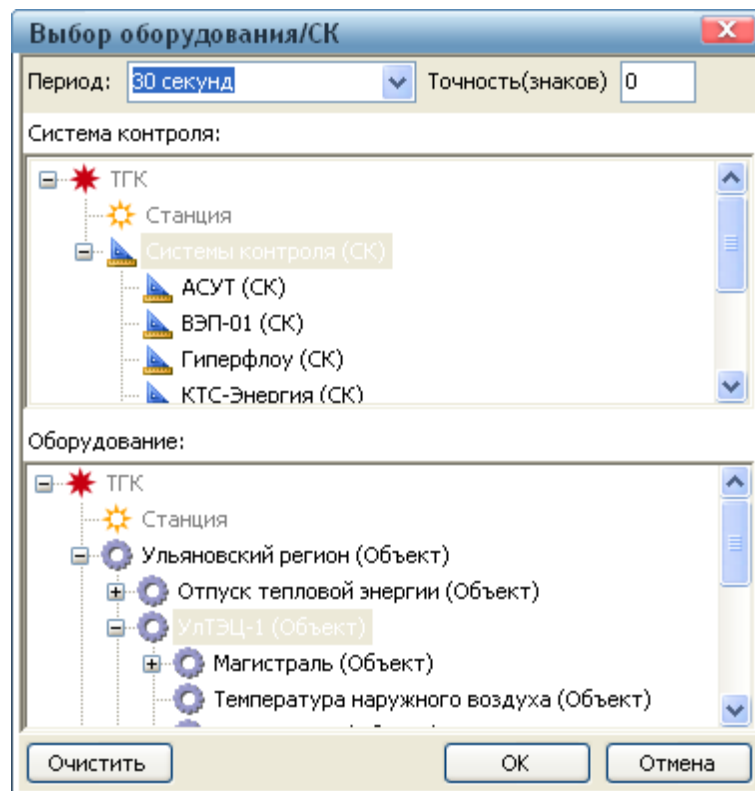 Выбор оборудования/СК
Период: 30 секунд Точность(знаков) 0
Система контроля:
ТГК
Станция
Системы контроля (СК)
АСУТ (СК)
ВЭП-01 (СК)
Гиперфлоу (СК)
КТС-Энергия (СК)
Оборудование:
ТГК
Станция
Ульяновский регион (Объект)
Отпуск тепловой энергии (Объект)
УлТЭЦ-1 (Объект)
Магистраль (Объект)
Температура наружного воздуха (Объект)
Очистить ОК Отмена